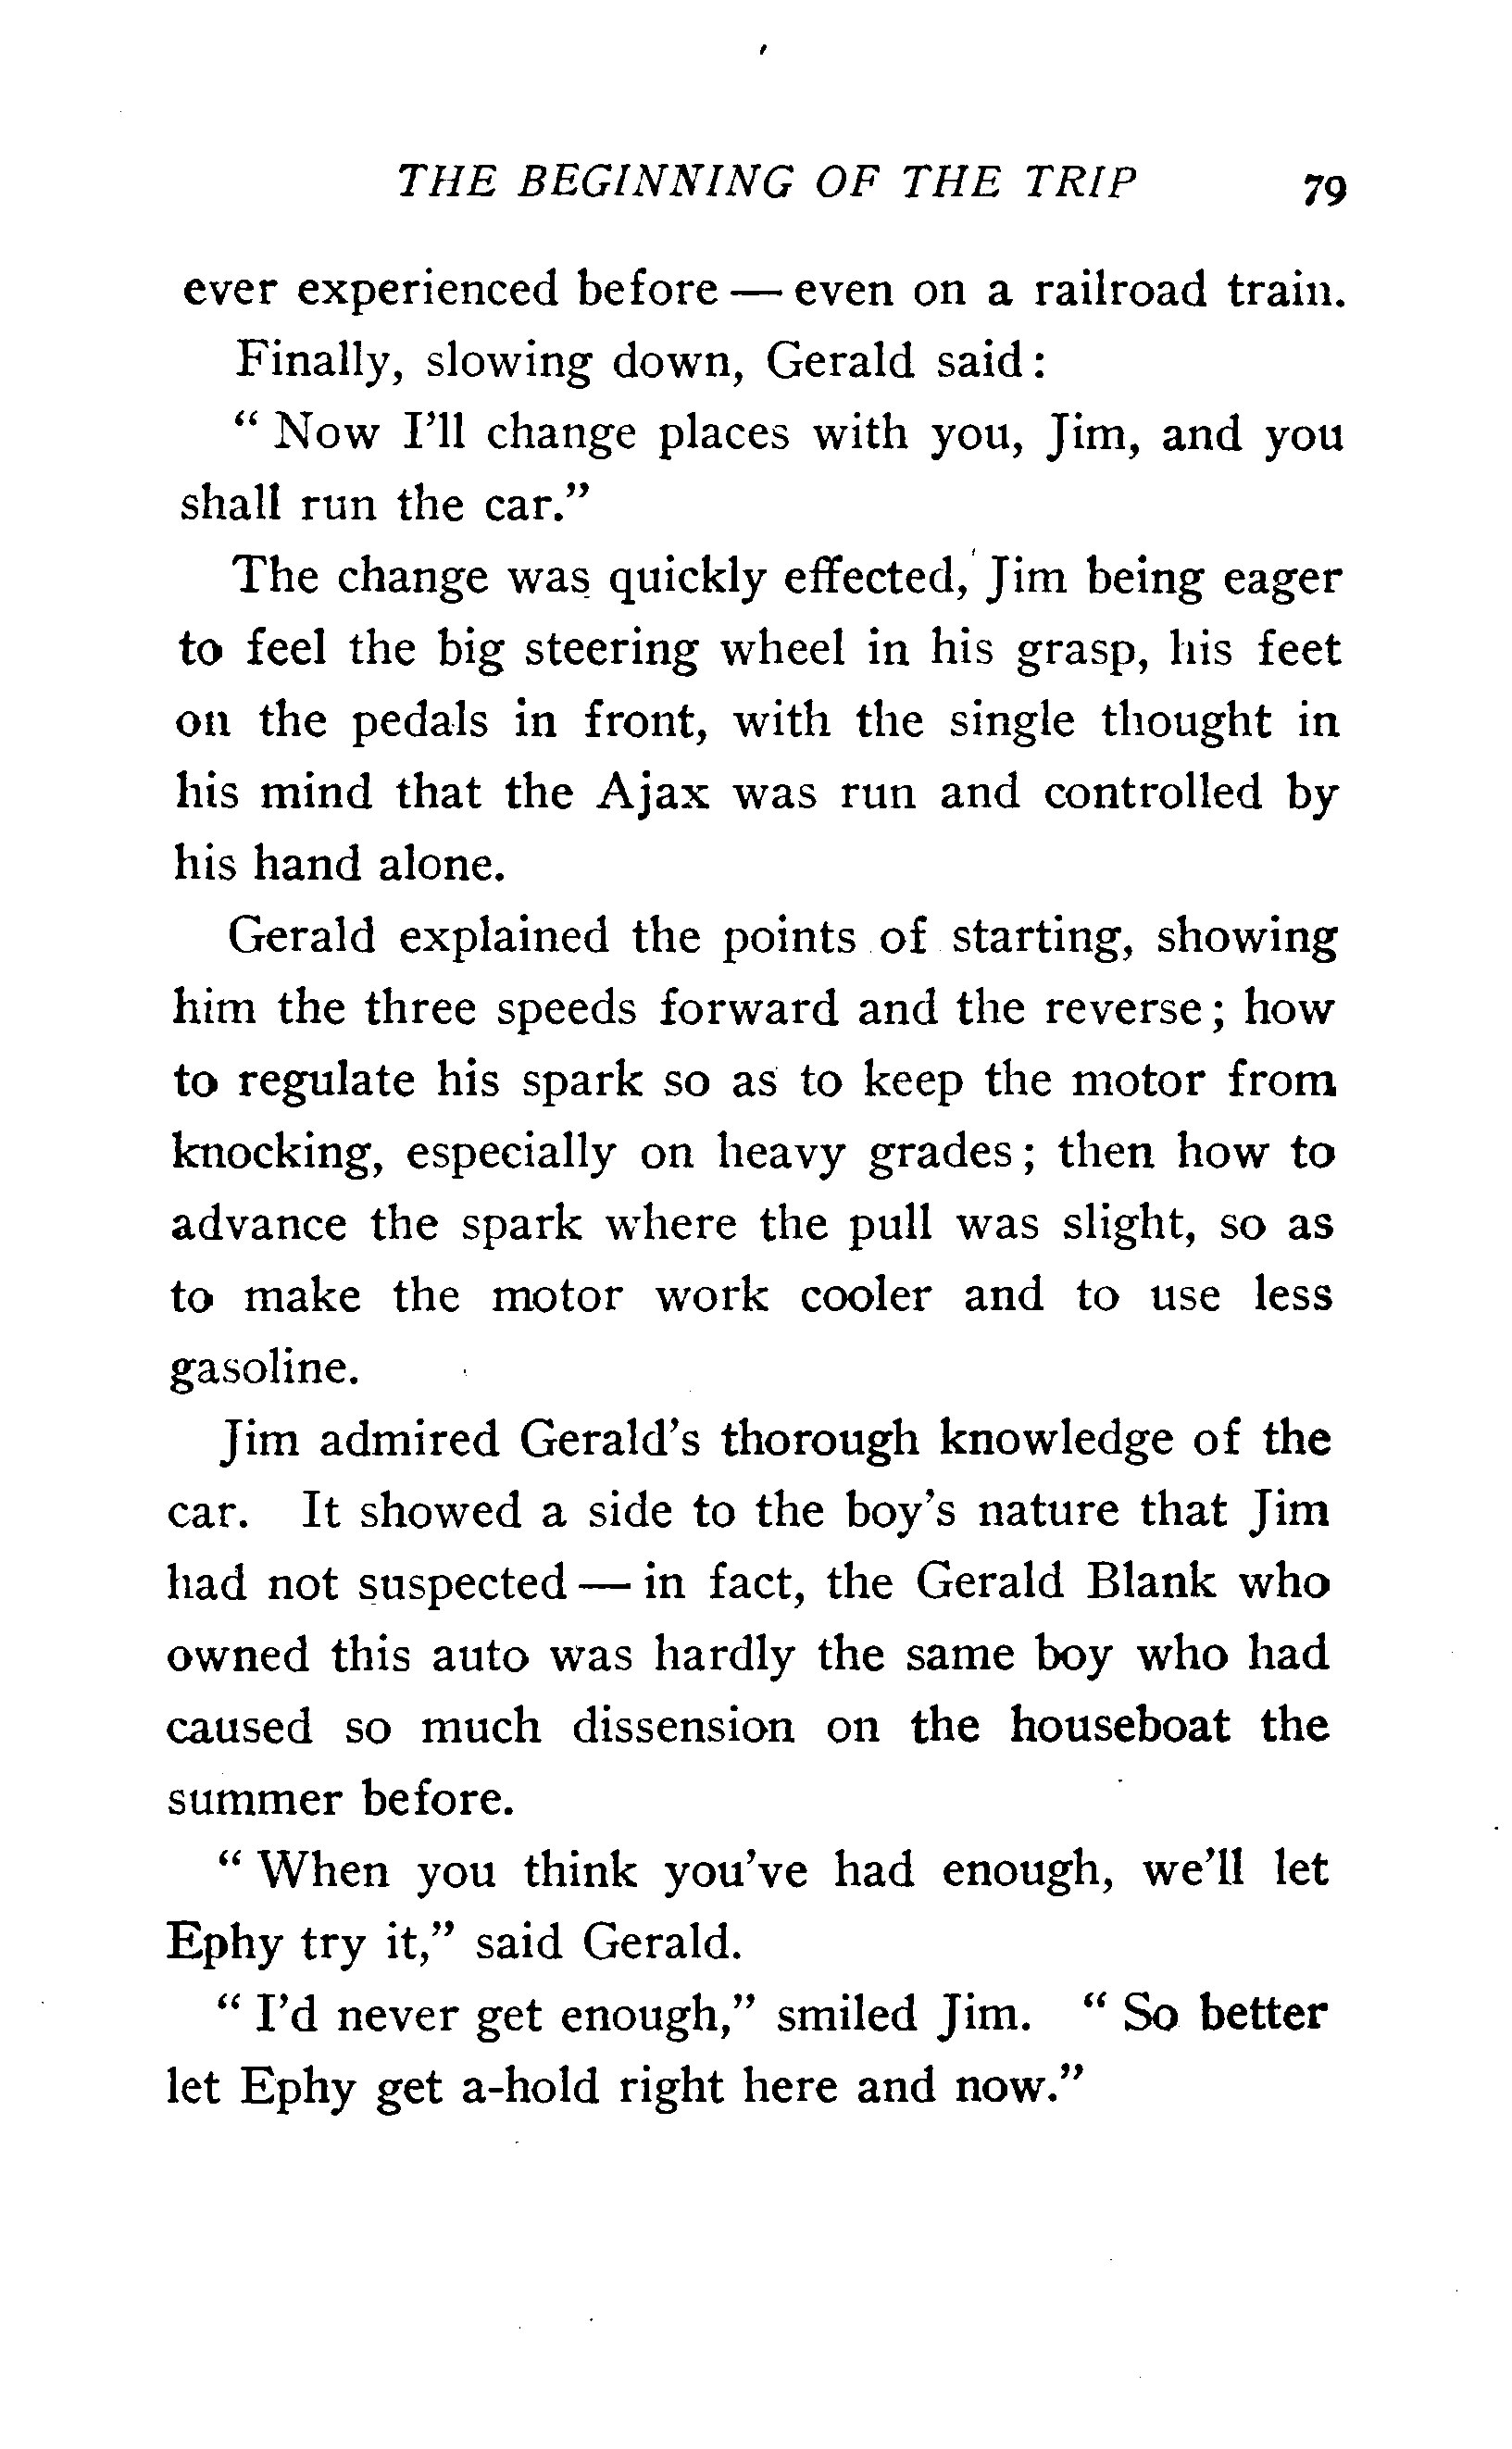 THE BEGINNING OF THE TRIP 79
ever experienced before — even on a railroad train.
Finally, slowing down, Gerald said:
“ Now I’ll change places with you, Jim, and you
shall run the car.”
The change was quickly effected, Jim being eager
to feel the big steering wheel in his grasp, his feet
on the pedals in front, with the single thought in
his mind that the Ajax was run and controlled by
his hand alone.
Gerald explained the points of starting, showing
him the three speeds forward and the reverse; how
to regulate his spark so as to keep the motor from
knocking, especially on heavy grades; then how to
advance the spark where the pull was slight, so as
to make the motor work cooler and to use less
gasoline.
Jim admired Gerald’s thorough knowledge of the
car. It showed a side to the boy’s nature that Jim
had not suspected — in fact, the Gerald Blank who
owned this auto was hardly the same boy who had
caused so much dissension on the houseboat the
summer before.
“ When you think you’ve had enough, we’ll let
Ephy try it,” said Gerald.
“ I’d never get enough,” smiled Jim. “ So better
let Ephy get a-hold right here and now.”